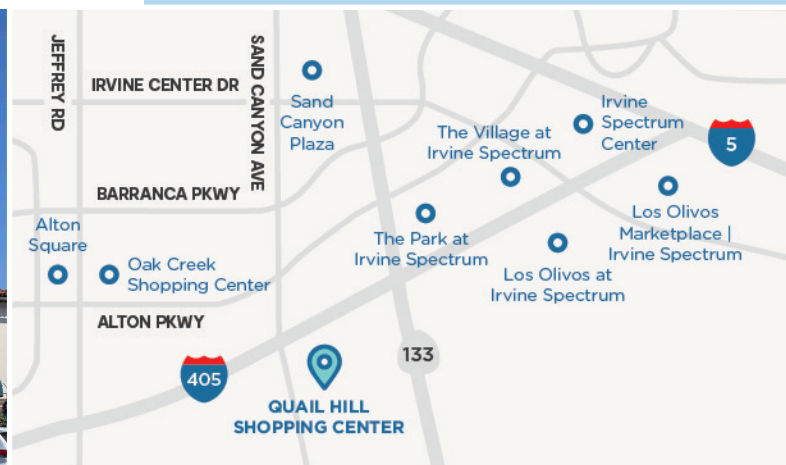 JEFFREY RD
SAND CANYON AVE
IRVINE CENTER DR
Sand
Canyon
Plaza
Irvine
Spectrum
Center
The Village at
Irvine Spectrum
5
BARRANCA PKWY
Alton
Square
Oak Creek
Shopping Center
The Park at
Irvine Spectrum
Los Olivos
Marketplace |
Irvine Spectrum
Los Olivos at
Irvine Spectrum
ALTON PKWY
405
133
QUAIL HILL
SHOPPING CENTER